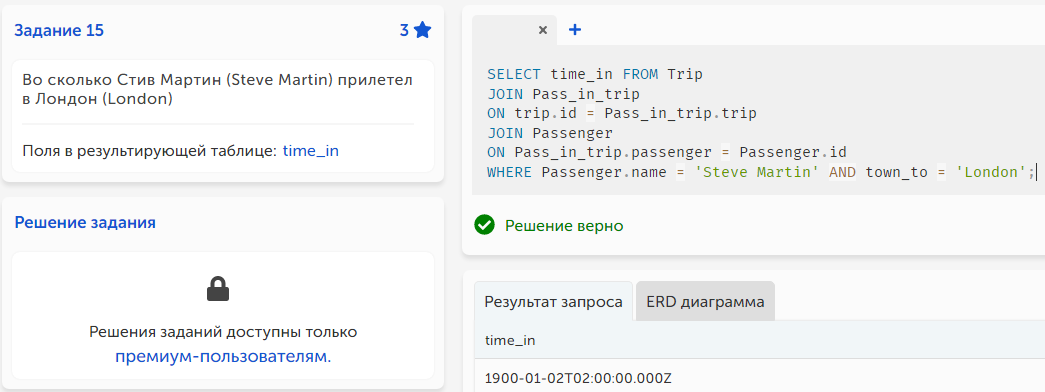 Задание 15
3
Во сколько Стив Мартин (Steve Martin) прилетел
в Лондон (London)
Поля в результирующей таблице: time_in
Решение задания
Решения заданий доступны только
премиум-пользователям.
× +
SELECT time_in FROM Trip
JOIN Pass_in_trip
ON trip.id = Pass_in_trip.trip
JOIN Passenger
ON Pass_in_trip.passenger = Passenger.id
WHERE Passenger.name = 'Steve Martin' AND town_to = 'London';
Решение верно
Результат запроса ERD диаграмма
time_in
1900-01-02T02:00:00.000Z